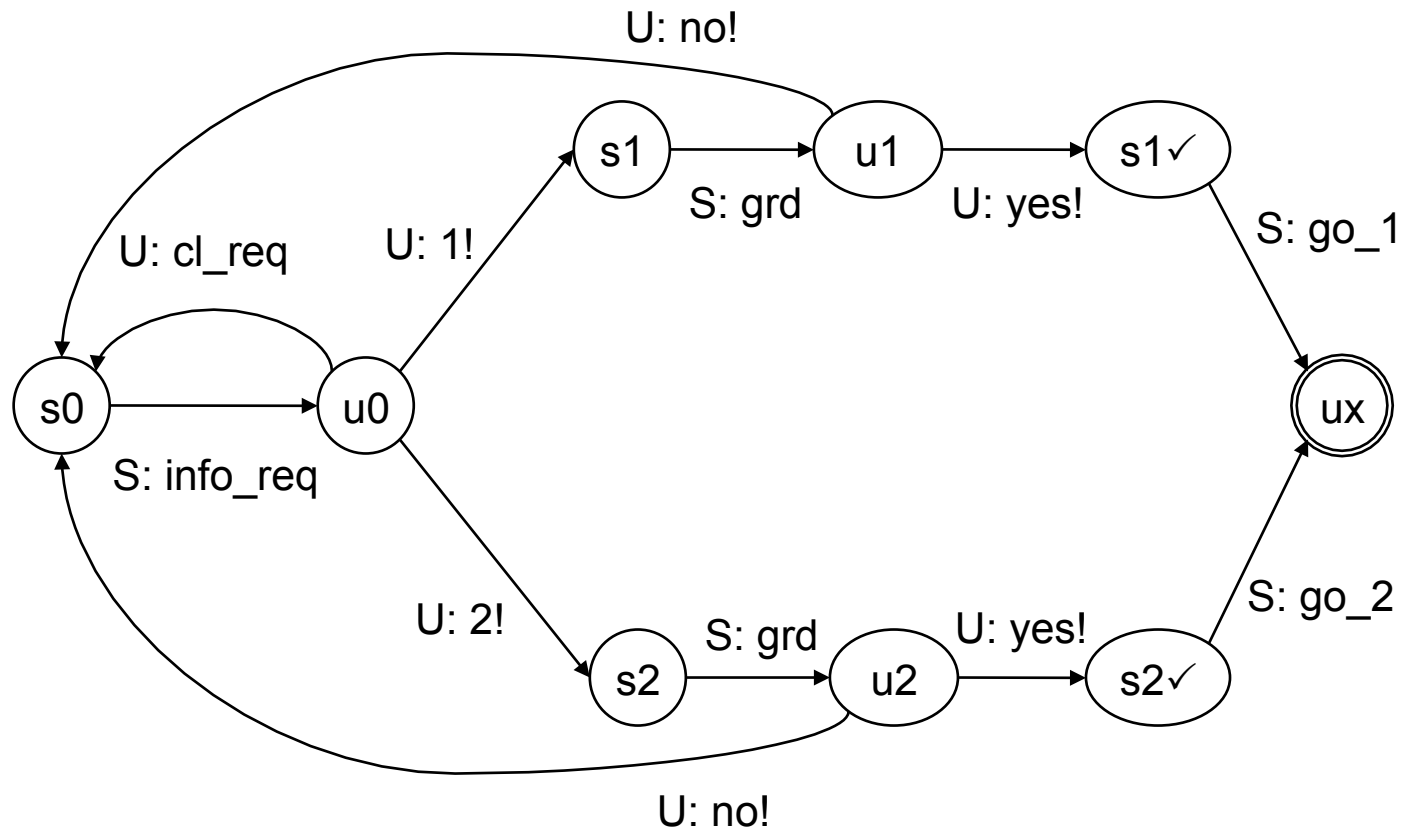 U: no!
s1
u1
s1✓
S: grd
U: yes!
S: go_1
U: 1!
U: cl_req
s0
u0
ux
S: info_req
U: 2!
S: grd
U: yes!
S: go_2
s2
u2
s2✓
U: no!